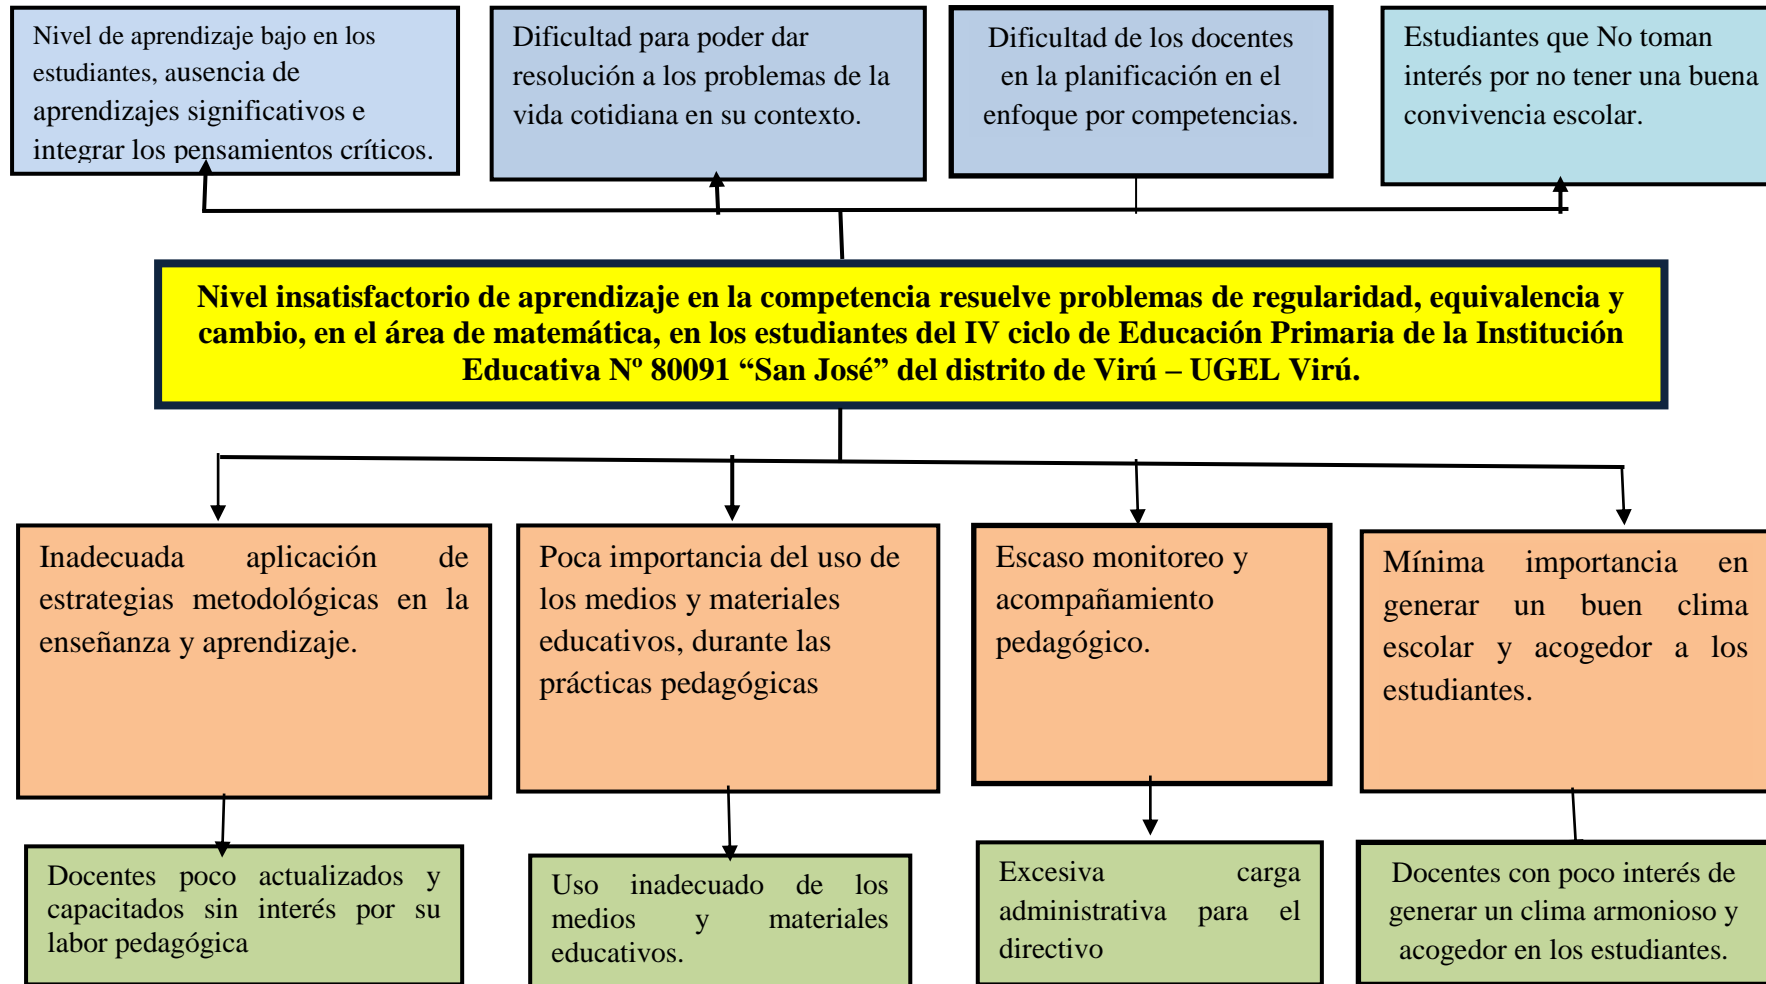 Nivel de aprendizaje bajo en los
estudiantes, ausencia de
aprendizajes significativos e
integrar los pensamientos críticos.
Dificultad para poder dar
resolución a los problemas de la
vida cotidiana en su contexto.
Dificultad de los docentes
en la planificación en el
enfoque por competencias.
Estudiantes que No toman
interés por no tener una buena
convivencia escolar.
Nivel insatisfactorio de aprendizaje en la competencia resuelve problemas de regularidad, equivalencia y
cambio, en el área de matemática, en los estudiantes del IV ciclo de Educación Primaria de la Institución
Educativa Nº 80091 “San José” del distrito de Virú – UGEL Virú.
Inadecuada aplicación de
estrategias metodológicas en la
enseñanza y aprendizaje.
Poca importancia del uso de
los medios y materiales
educativos, durante las
prácticas pedagógicas
Escaso monitoreo y
acompañamiento
pedagógico.
Mínima importancia en
generar un buen clima
escolar y acogedor a los
estudiantes.
Docentes poco actualizados y
capacitados sin interés por su
labor pedagógica
Uso inadecuado de los
medios y materiales
educativos.
Excesiva carga
administrativa para el
directivo
Docentes con poco interés de
generar un clima armonioso y
acogedor en los estudiantes.